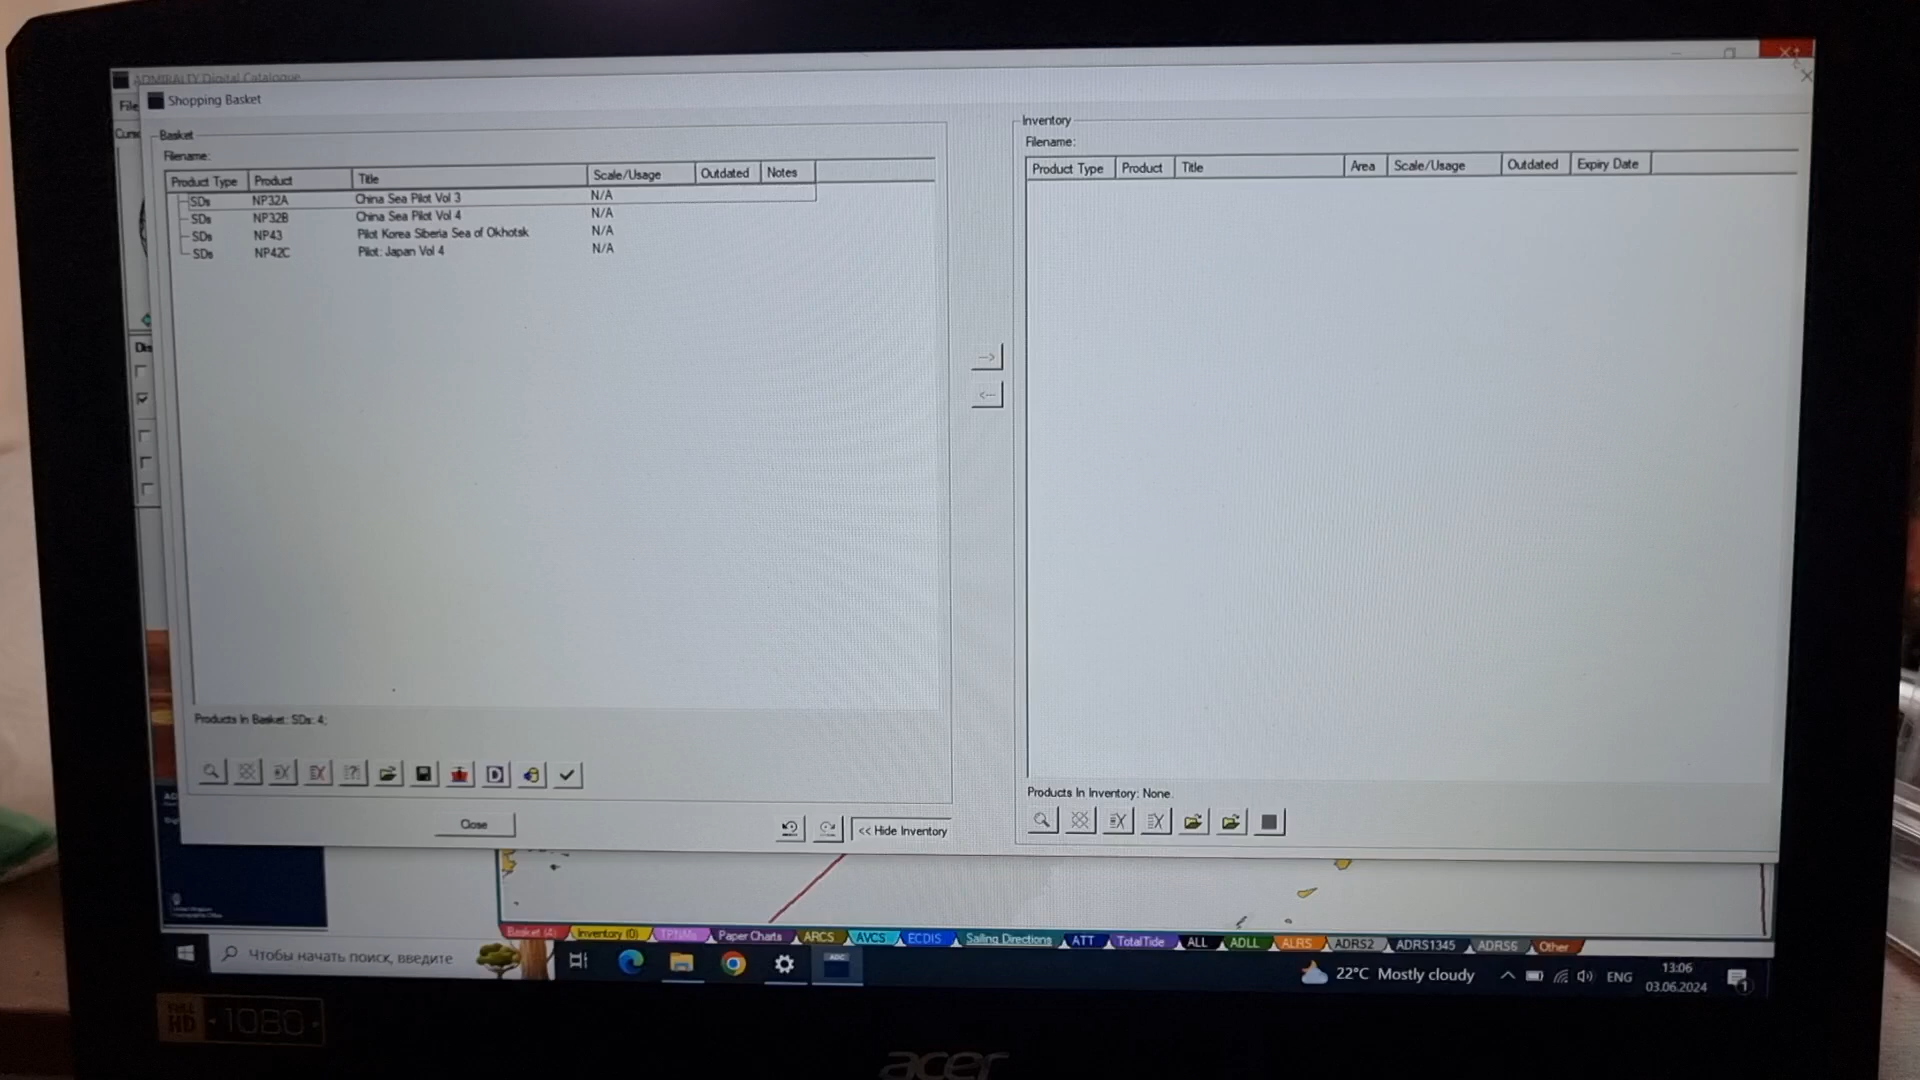 ADMIRALTY Digital Catalogue
File
Shopping Basket
Basket
Filename:
Product Type Product Title Scale/Usage Outdated Notes
SDs NP32A China Sea Pilot Vol 3 N/A
SDs NP32B China Sea Pilot Vol 4 N/A
SDs NP43 Pilot Korea Siberia Sea of Okhotsk N/A
SDs NP42C Pilot: Japan Vol 4 N/A
Products In Basket: SDs: 4;
Close
<< Hide Inventory
Inventory
Filename:
Product Type Product Title Area Scale/Usage Outdated Expiry Date
-->
<--
Products In Inventory: None.
Basket (4) Inventory (0) TPNMs Paper Charts ARCS AVCS ECDIS Sailing Directions ATT TotalTide ALL ADLL ALRS ADRS2 ADRS1345 ADRS6 Other
Чтобы начать поиск, введите
ADC
22°C Mostly cloudy
ENG
13:06
03.06.2024
1
FULL HD 1080
acer